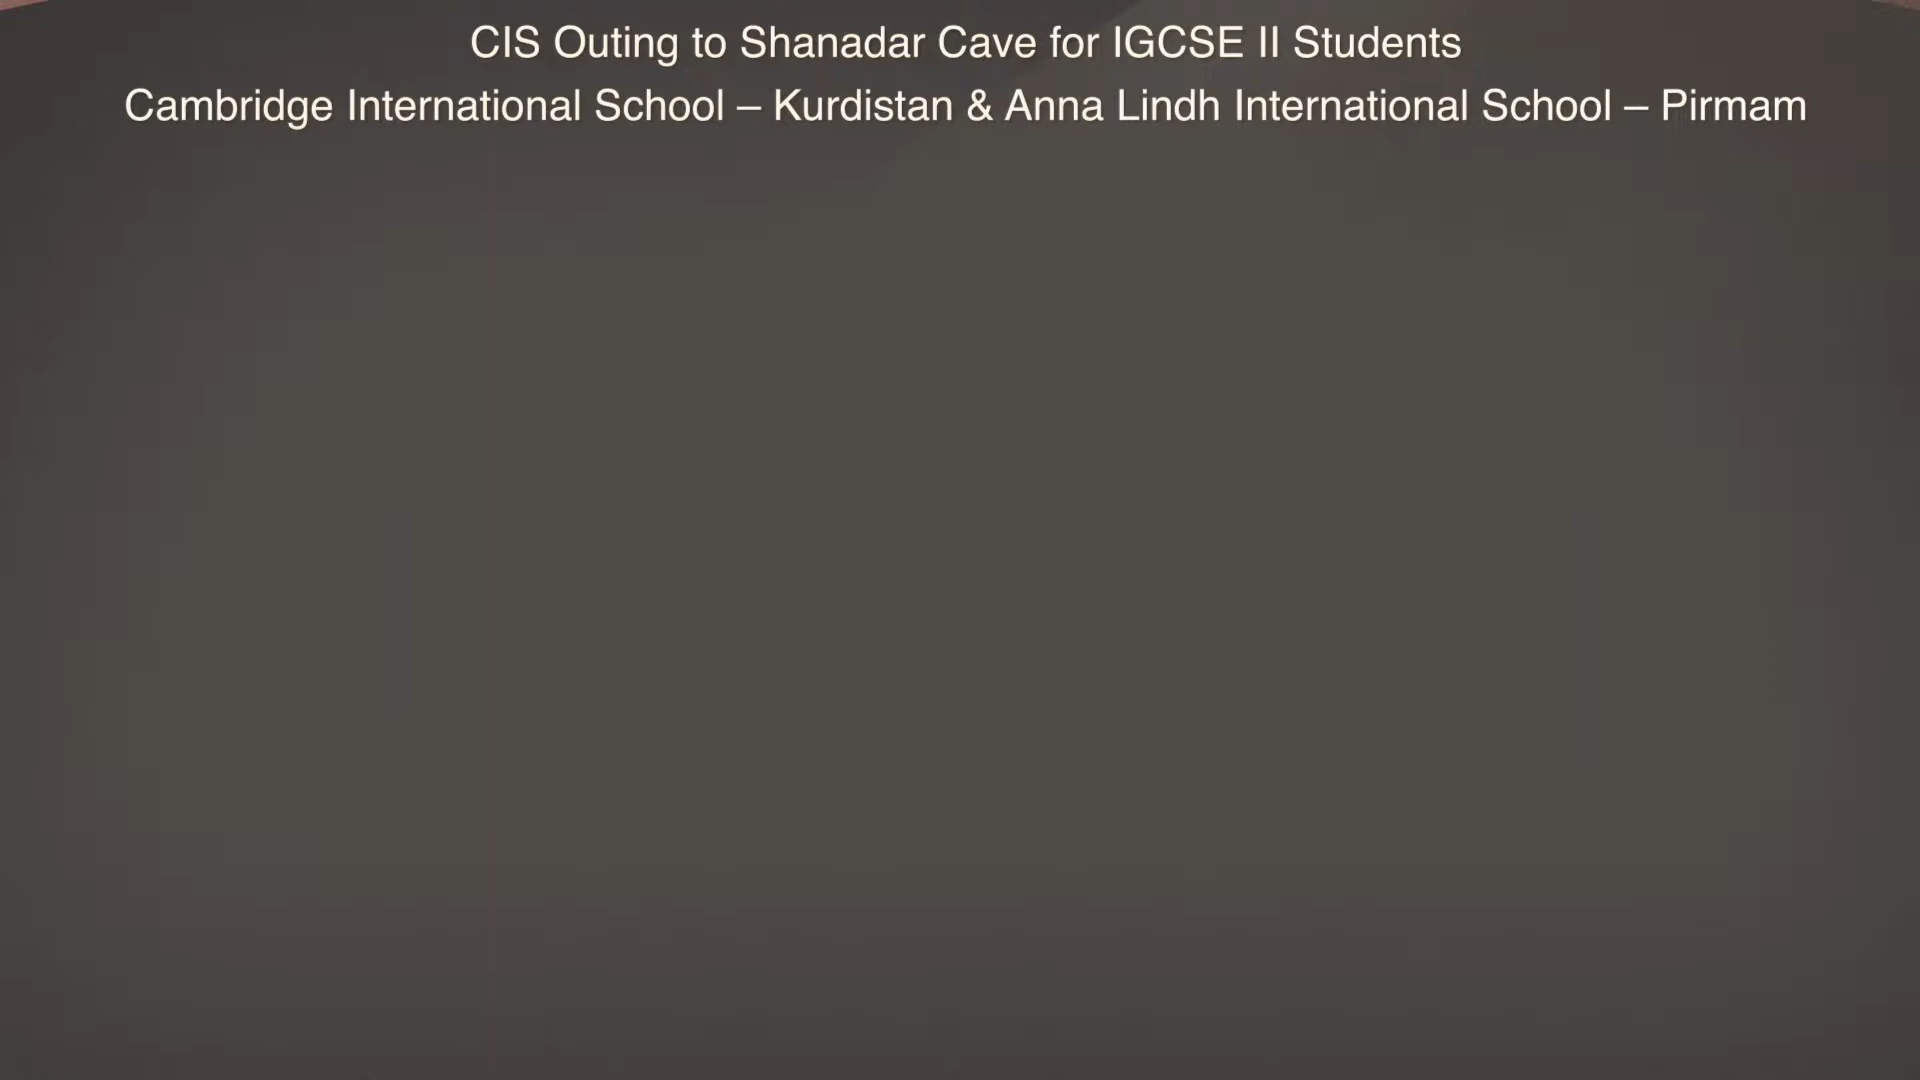 CIS Outing to Shanadar Cave for IGCSE II Students
Cambridge International School – Kurdistan & Anna Lindh International School – Pirmam